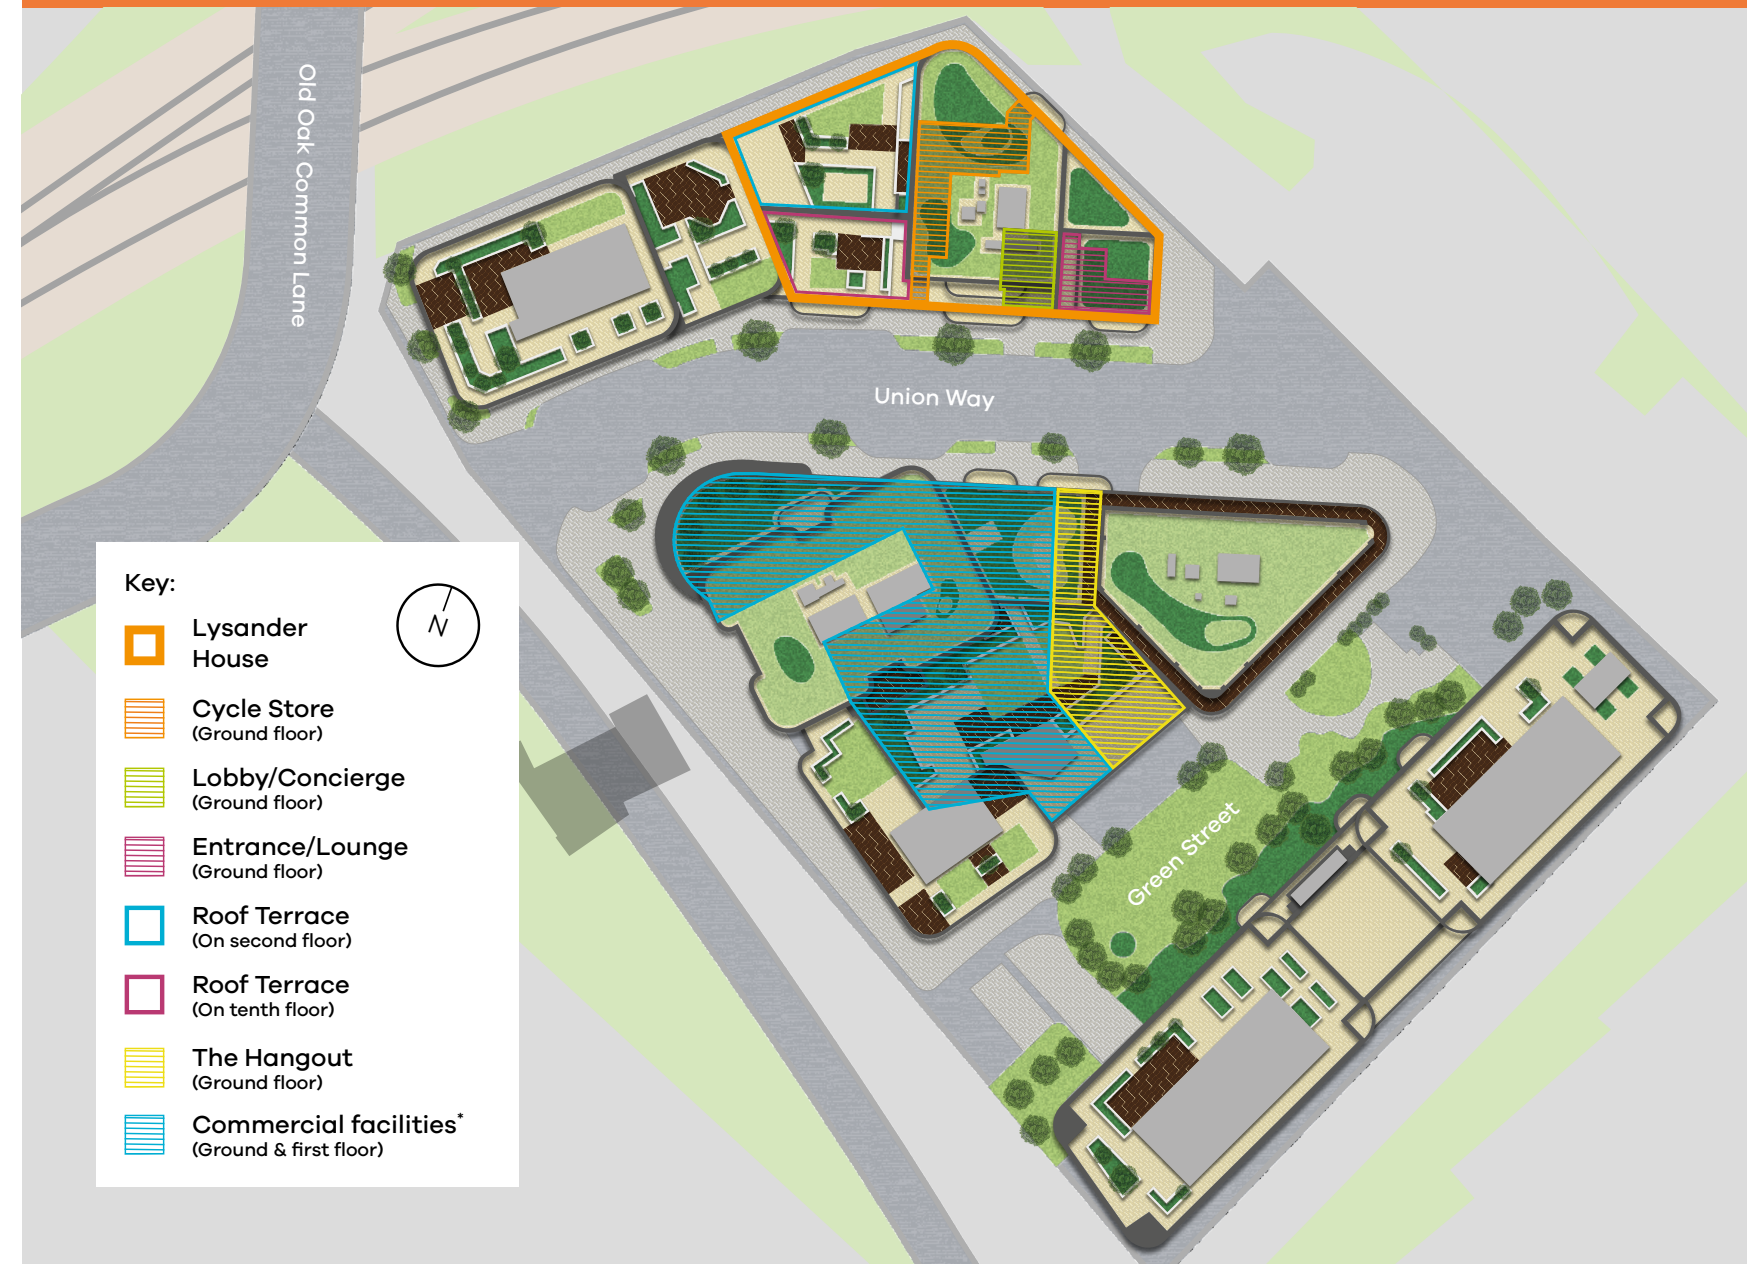 Old Oak Common Lane
Union Way
Green Street
Key:
N
Lysander
House
Cycle Store
(Ground floor)
Lobby/Concierge
(Ground floor)
Entrance/Lounge
(Ground floor)
Roof Terrace
(On second floor)
Roof Terrace
(On tenth floor)
The Hangout
(Ground floor)
Commercial facilities*
(Ground & first floor)